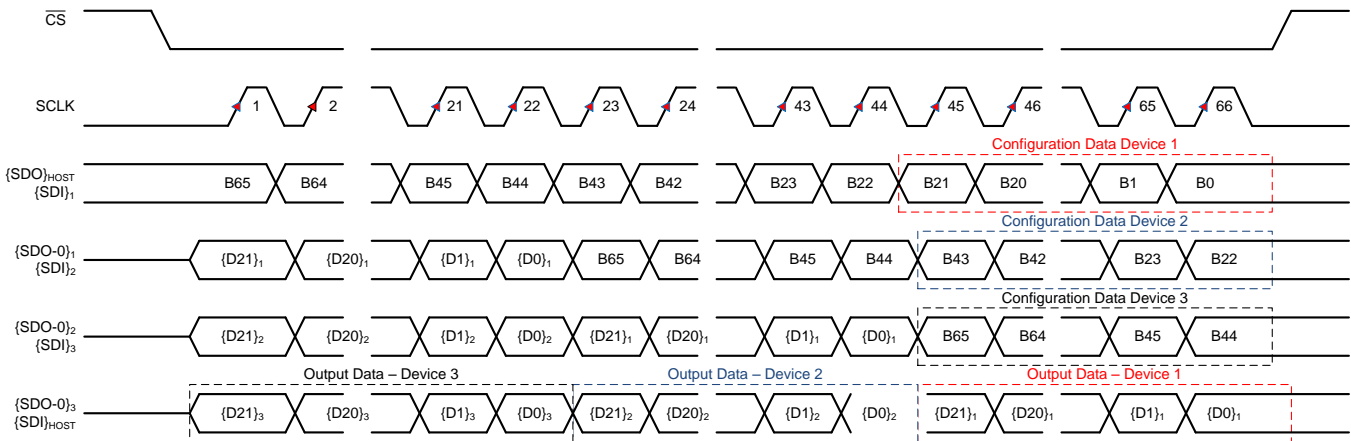 CS
SCLK 1 2 21 22 23 24 43 44 45 46 65 66
Configuration Data Device 1
{SDO}HOST
{SDI}1
B65 B64 B45 B44 B43 B42 B23 B22 B21 B20 B1 B0
Configuration Data Device 2
{SDO-0}1
{SDI}2
{D21}1 {D20}1 {D1}1 {D0}1 B65 B64 B45 B44 B43 B42 B23 B22
Configuration Data Device 3
{SDO-0}2
{SDI}3
{D21}2 {D20}2 {D1}2 {D0}2 {D21}1 {D20}1 {D1}1 {D0}1 B65 B64 B45 B44
Output Data – Device 3 Output Data – Device 2 Output Data – Device 1
{SDO-0}3
{SDI}HOST
{D21}3 {D20}3 {D1}3 {D0}3 {D21}2 {D20}2 {D1}2 {D0}2 {D21}1 {D20}1 {D1}1 {D0}1